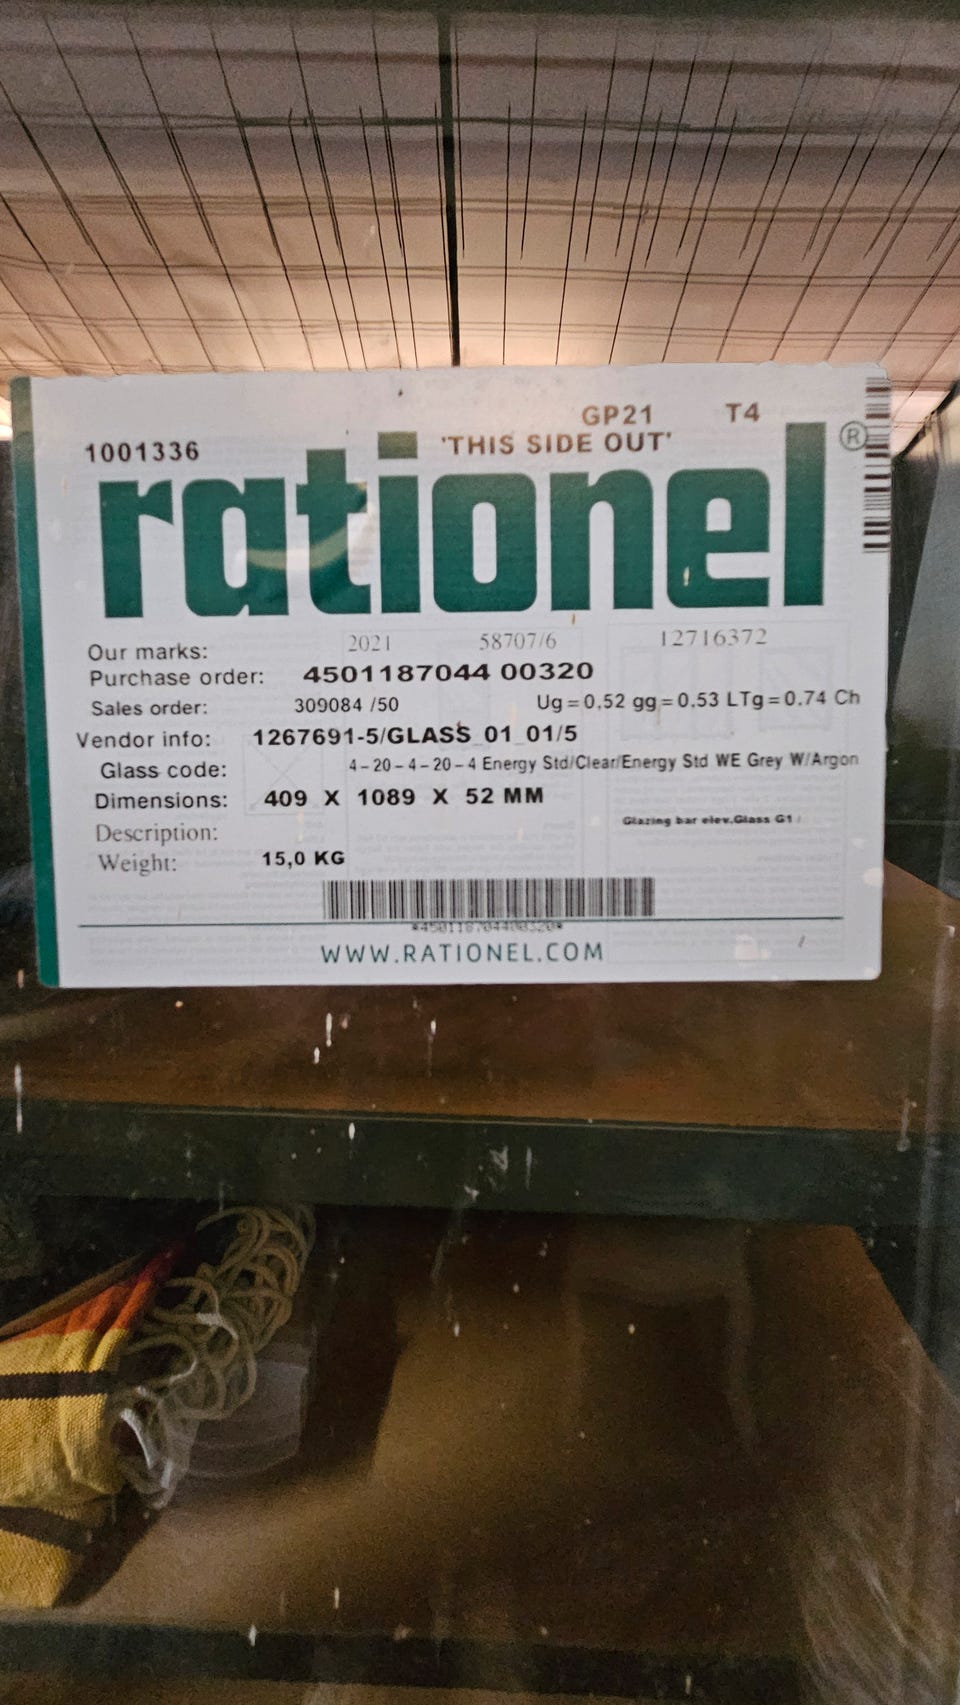 GP21 T4
1001336 'THIS SIDE OUT'
rationel®
Our marks: 2021 58707/6 12716372
Purchase order: 4501187044 00320
Sales order: 309084 /50 Ug = 0,52 gg = 0.53 LTg = 0.74 Ch
Vendor info: 1267691-5/GLASS_01_01/5
Glass code: 4 - 20 - 4 - 20 - 4 Energy Std/Clear/Energy Std WE Grey W/Argon
Dimensions: 409 X 1089 X 52 MM
Description: Glazing bar elev.Glass G1
Weight: 15,0 KG
*450118704400320*
WWW.RATIONEL.COM